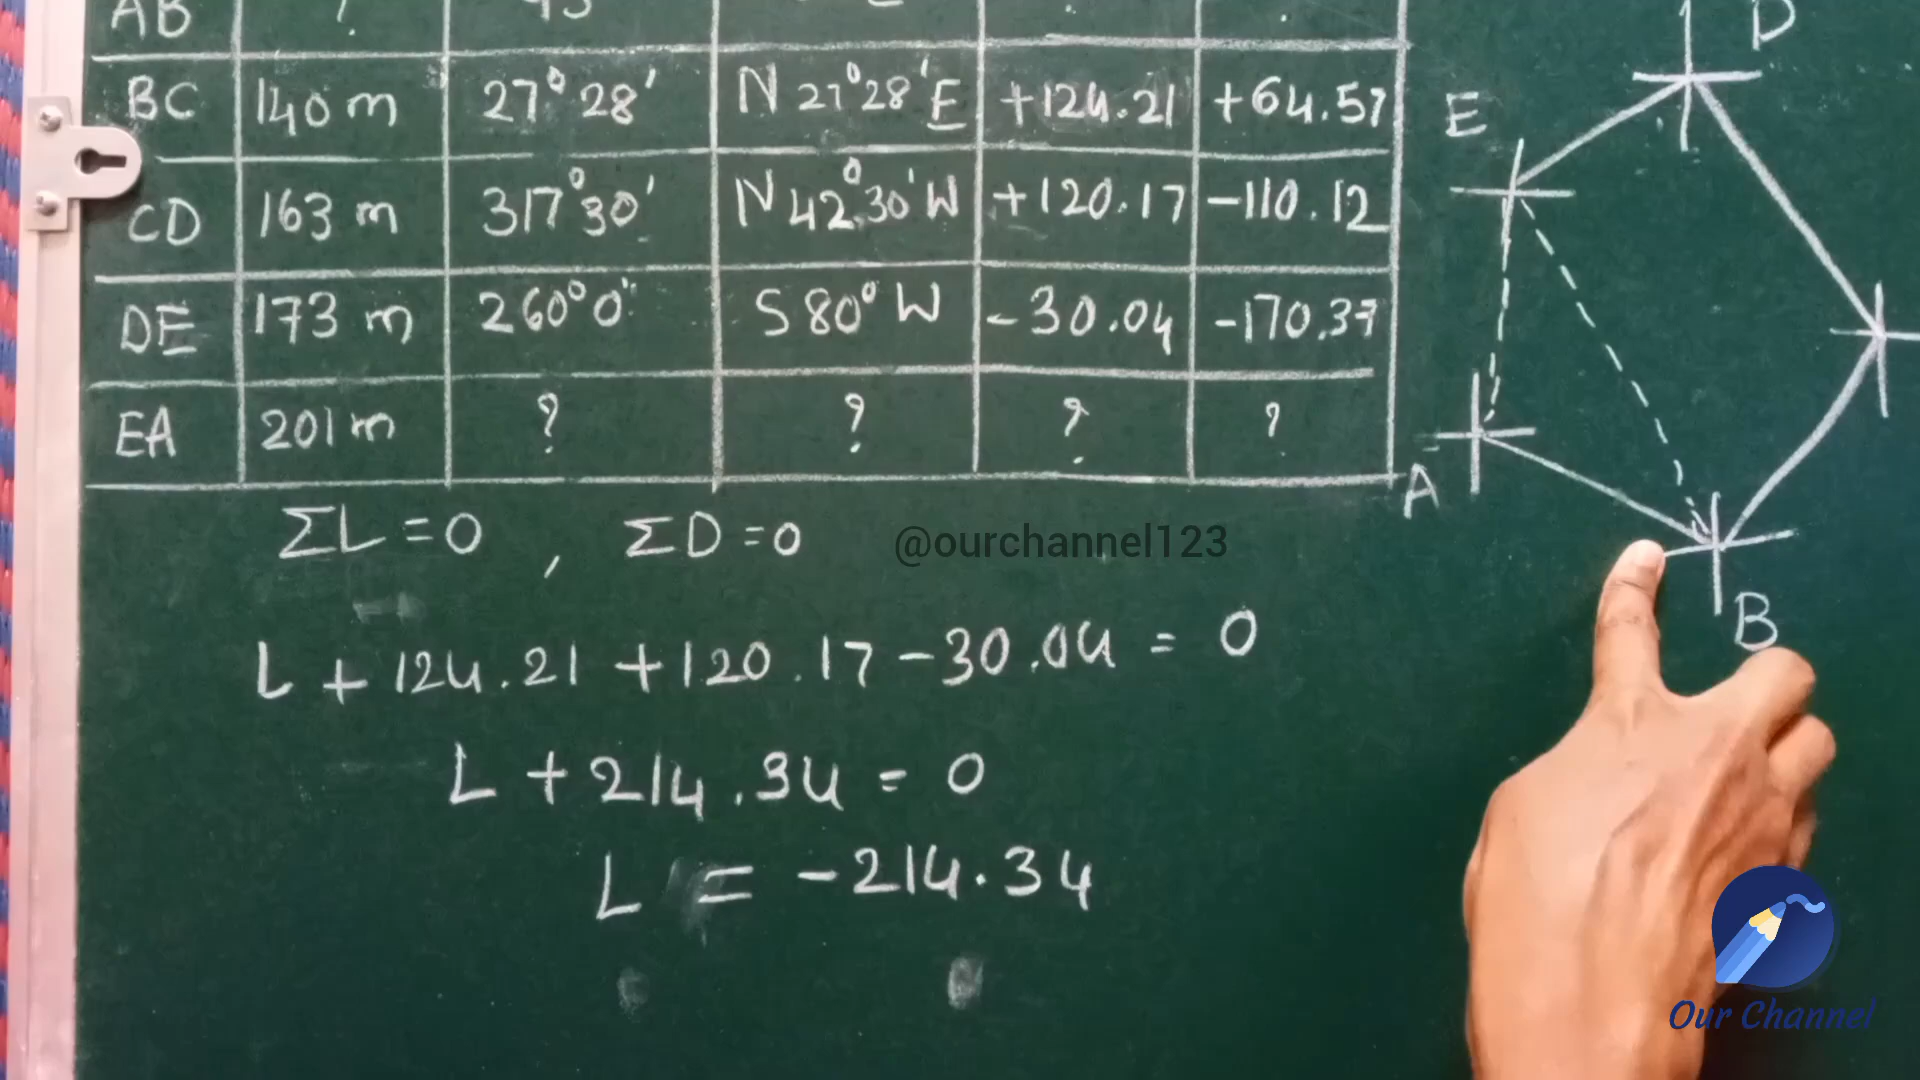 AB ?
BC 140 m 27°28' N 27°28'E +124.21 +64.57
CD 163 m 317°30' N 42°30'W +120.17 -110.12
DE 173 m 260°0' S 80° W -30.04 -170.37
EA 201 m ? ? ? ?
ΣL = 0 , ΣD = 0
L + 124.21 + 120.17 - 30.04 = 0
L + 214.34 = 0
L = -214.34
D
E
A
B
@ourchannel123
Our Channel